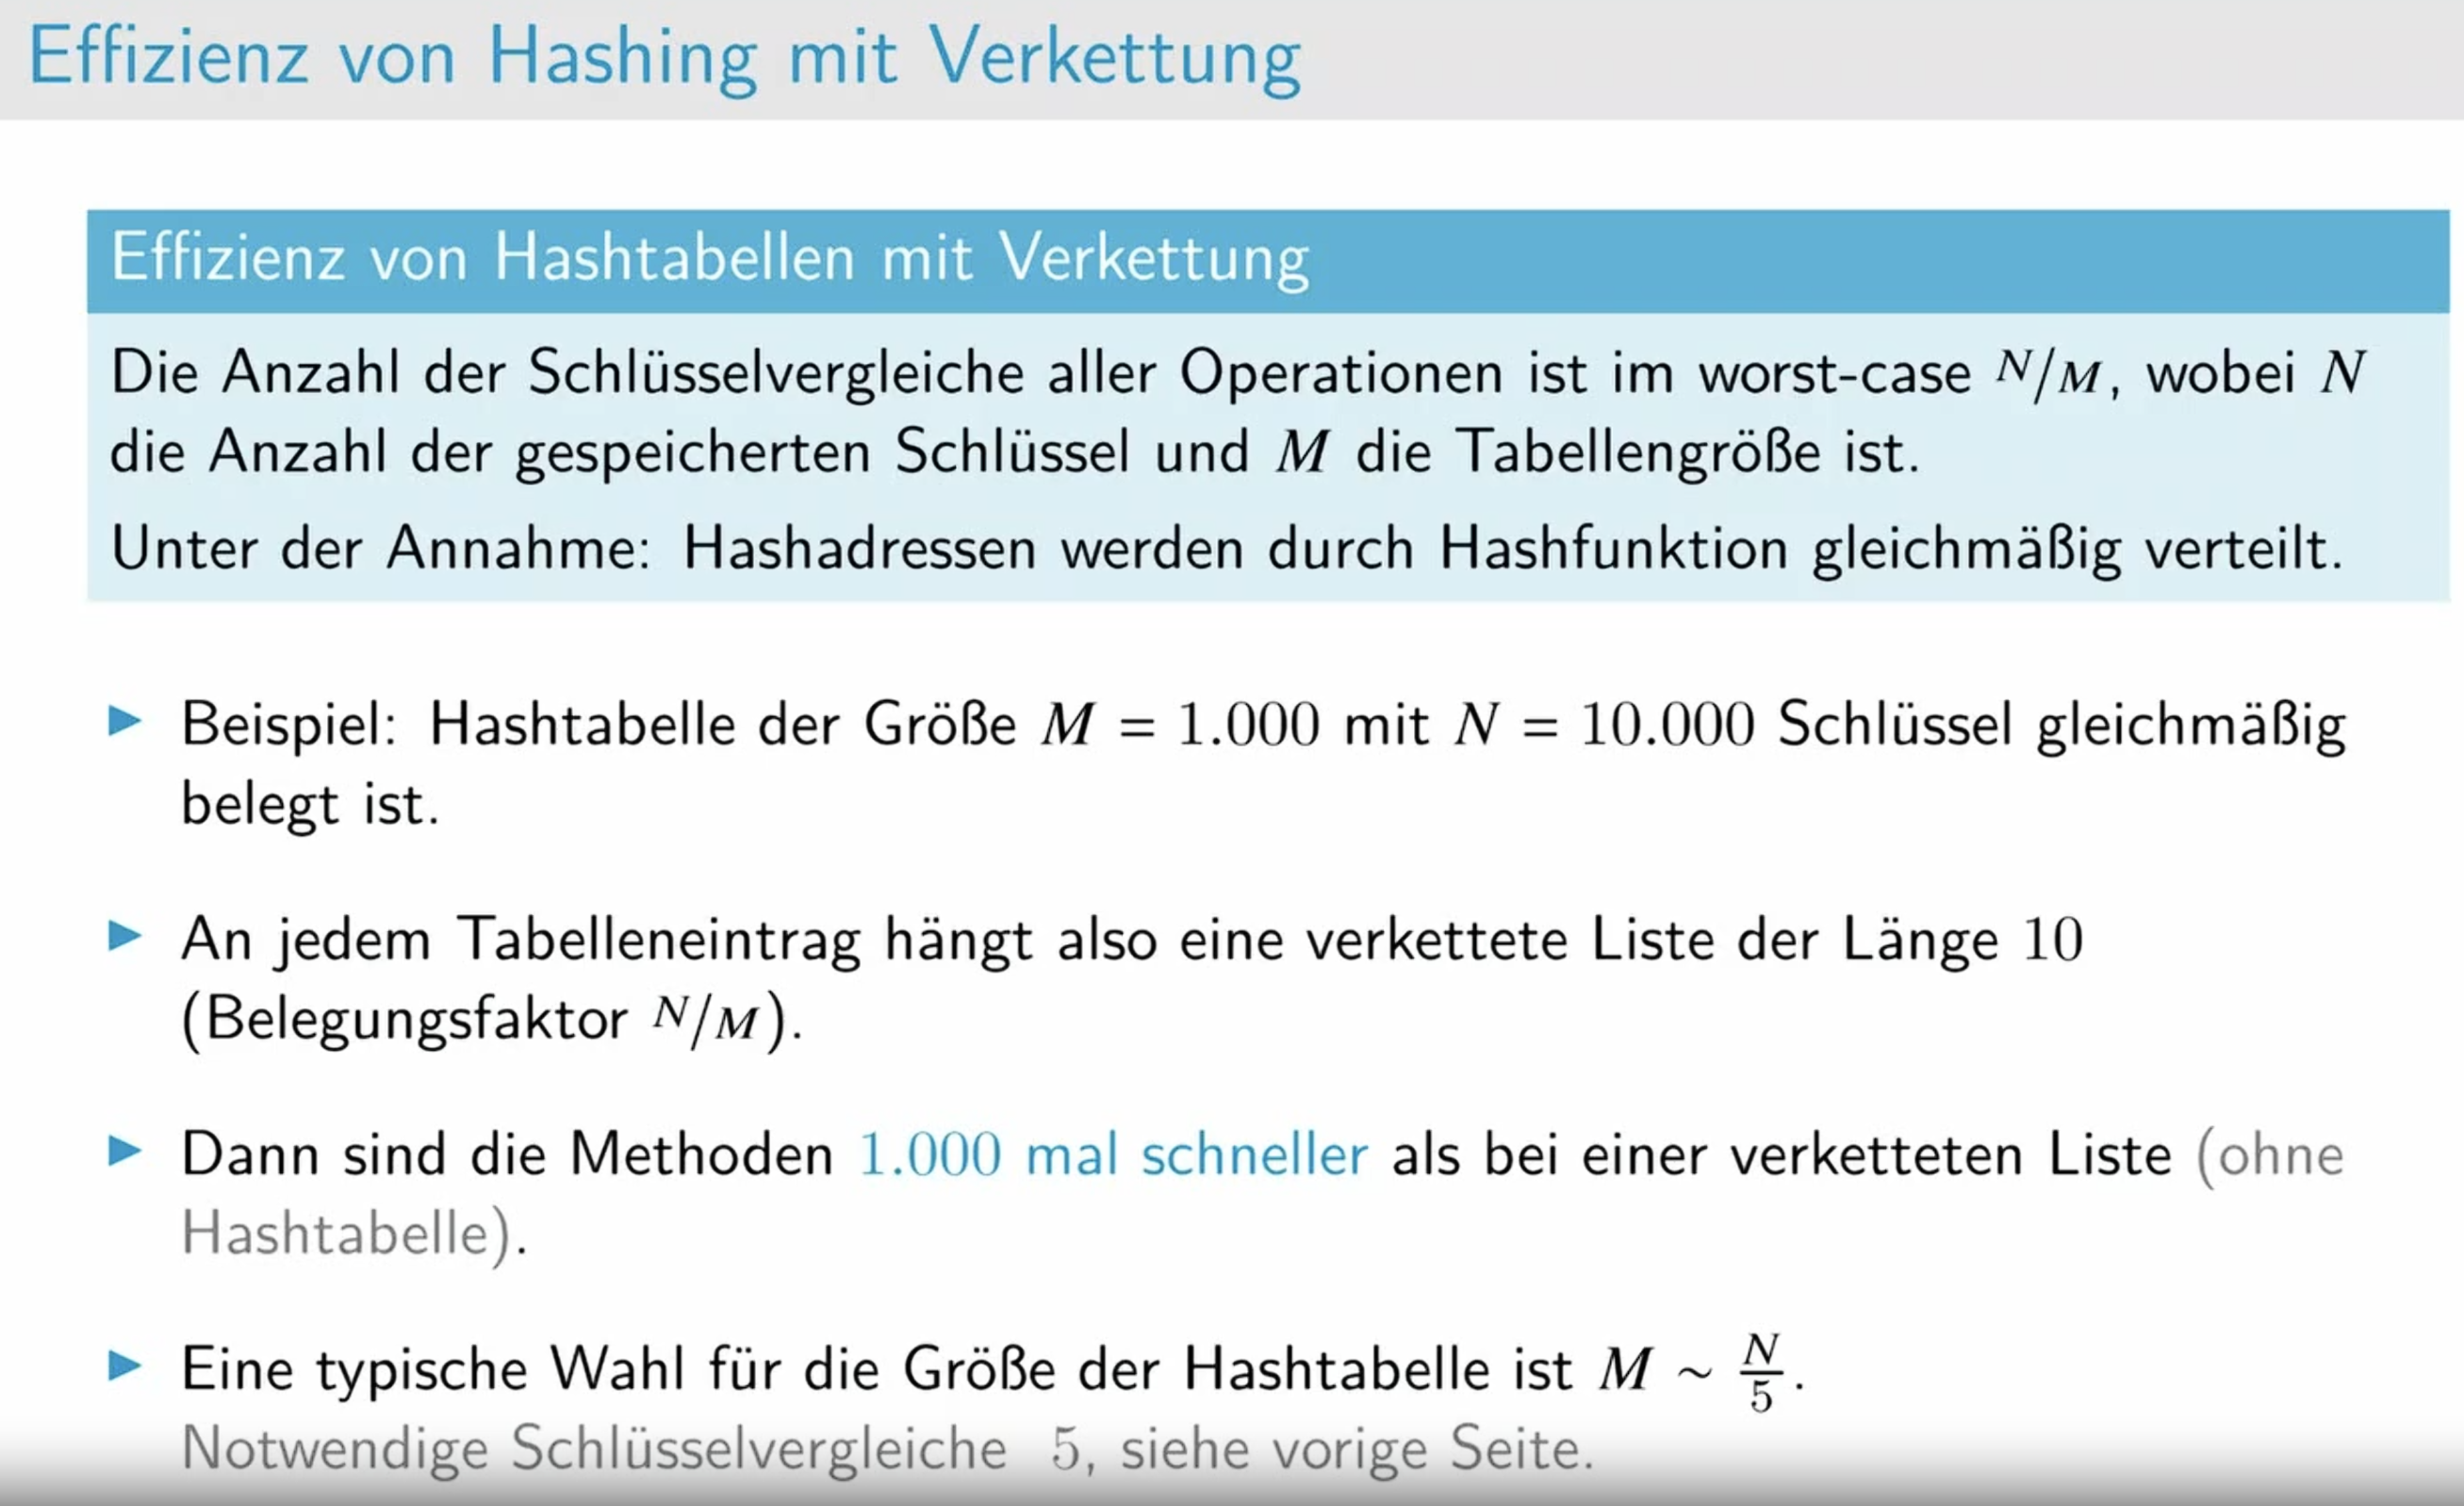 Effizienz von Hashing mit Verkettung
Effizienz von Hashtabellen mit Verkettung
Die Anzahl der Schlüsselvergleiche aller Operationen ist im worst-case N/M, wobei N
die Anzahl der gespeicherten Schlüssel und M die Tabellengröße ist.
Unter der Annahme: Hashadressen werden durch Hashfunktion gleichmäßig verteilt.
▶ Beispiel: Hashtabelle der Größe M = 1.000 mit N = 10.000 Schlüssel gleichmäßig
belegt ist.
▶ An jedem Tabelleneintrag hängt also eine verkettete Liste der Länge 10
(Belegungsfaktor N/M).
▶ Dann sind die Methoden 1.000 mal schneller als bei einer verketteten Liste (ohne
Hashtabelle).
▶ Eine typische Wahl für die Größe der Hashtabelle ist M ~ N/5.
Notwendige Schlüsselvergleiche 5, siehe vorige Seite.